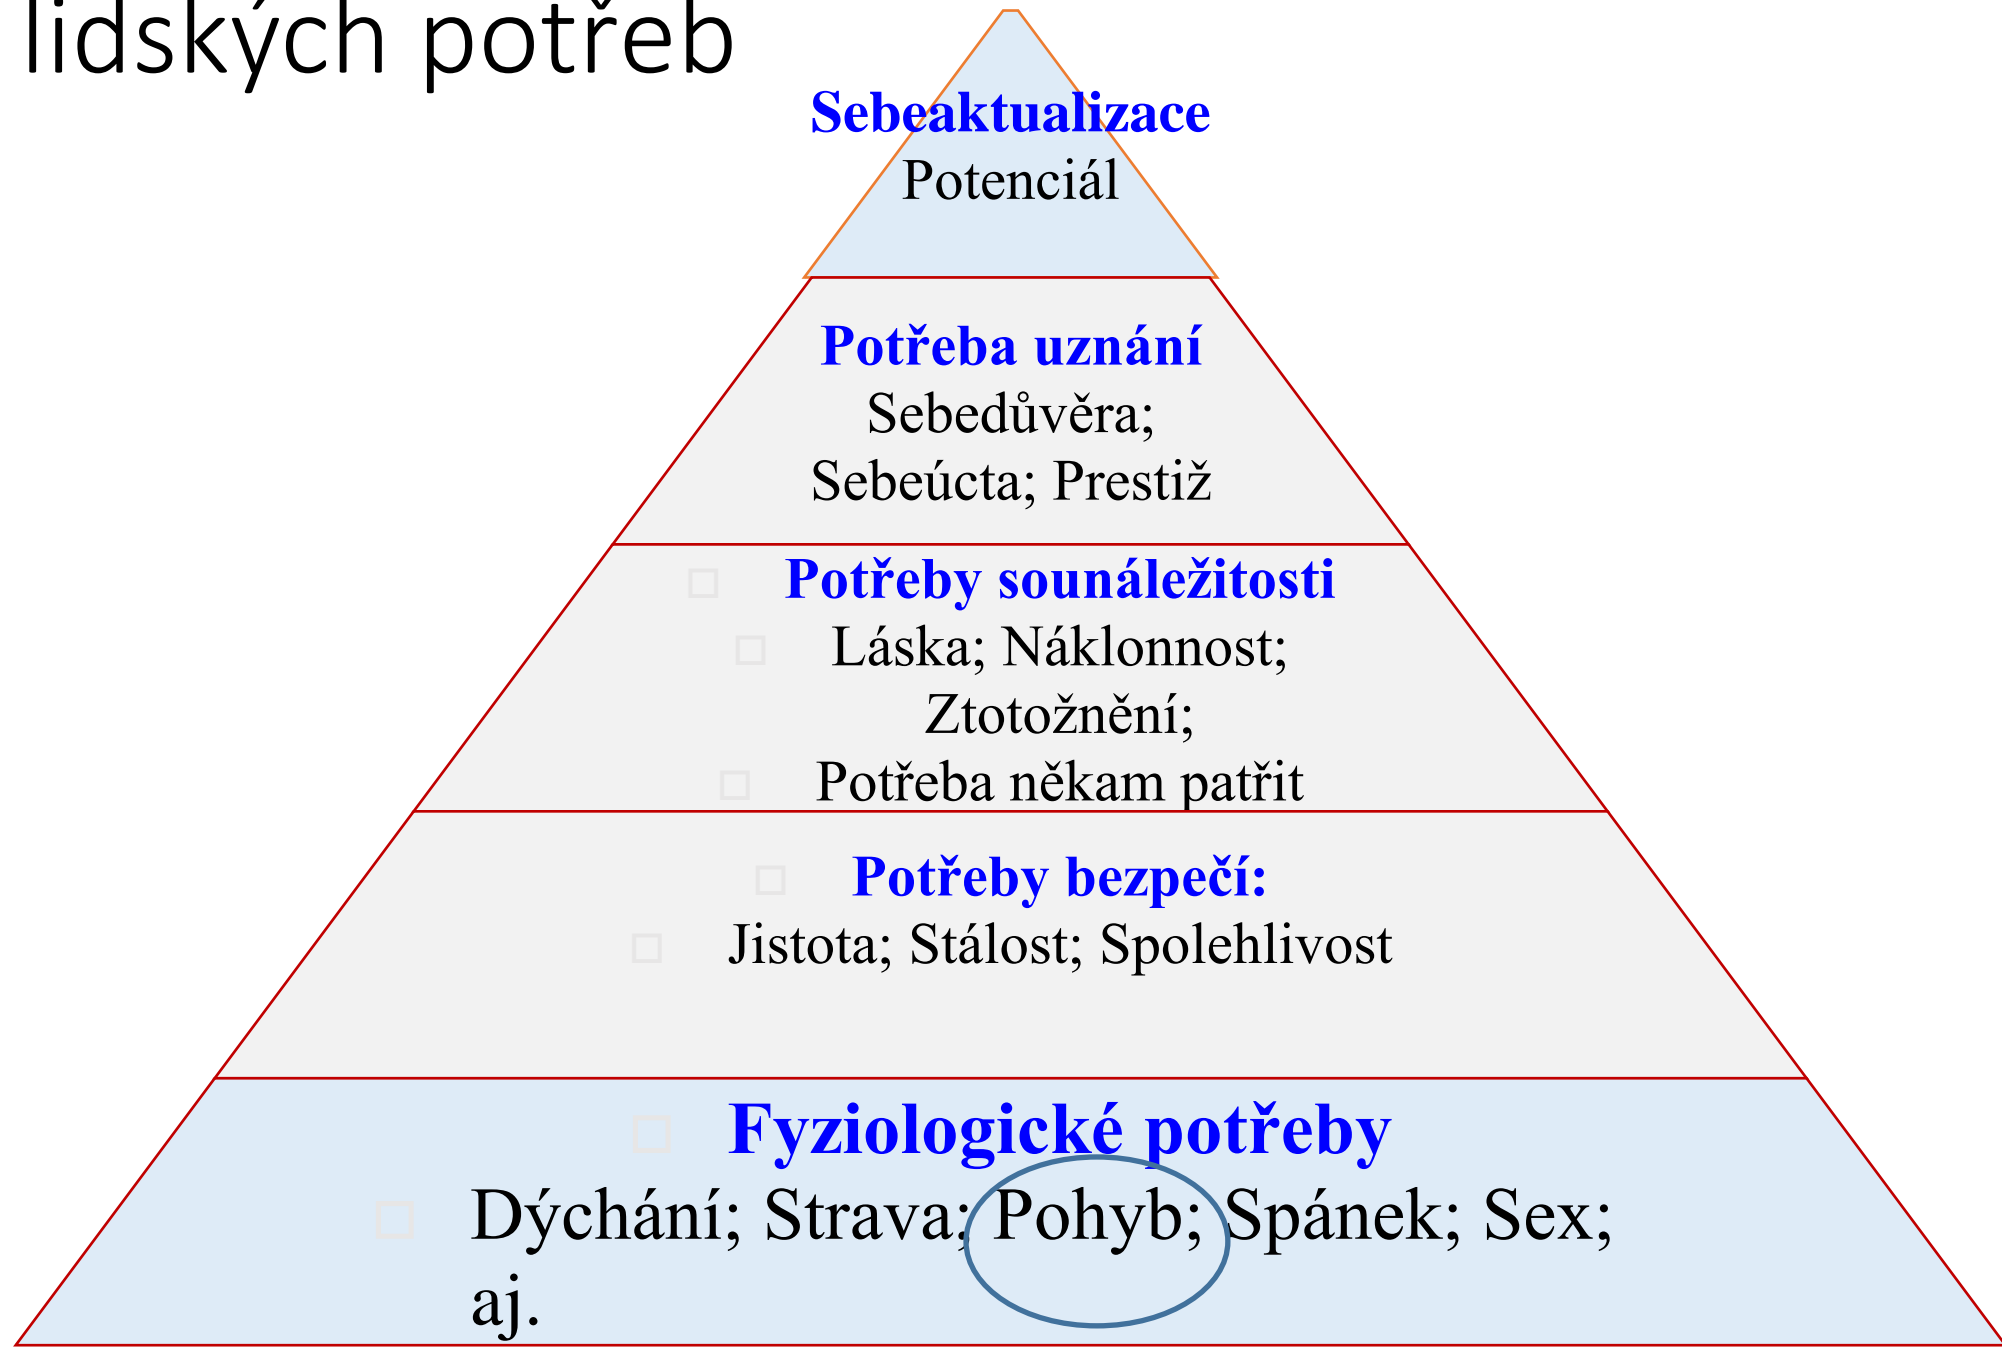 lidských potřeb
Sebeaktualizace
Potenciál
Potřeba uznání
Sebedůvěra;
Sebeúcta; Prestiž
Potřeby sounáležitosti
Láska; Náklonnost;
Ztotožnění;
Potřeba někam patřit
Potřeby bezpečí:
Jistota; Stálost; Spolehlivost
Fyziologické potřeby
Dýchání; Strava; Pohyb; Spánek; Sex;
aj.